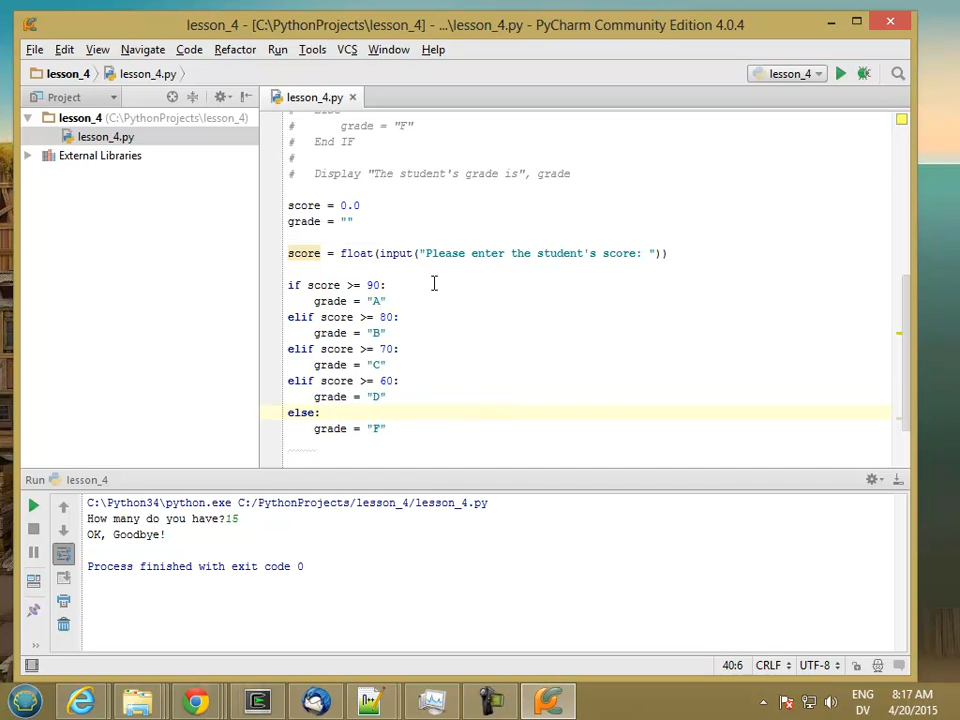 lesson_4 - [C:\PythonProjects\lesson_4] - ...\lesson_4.py - PyCharm Community Edition 4.0.4
File Edit View Navigate Code Refactor Run Tools VCS Window Help
lesson_4 lesson_4.py lesson_4
Project lesson_4.py
lesson_4 (C:\PythonProjects\lesson_4)
lesson_4.py
External Libraries
#     grade = "F"
# End IF
#
# Display "The student's grade is", grade
score = 0.0
grade = ""
score = float(input("Please enter the student's score: "))
if score >= 90:
    grade = "A"
elif score >= 80:
    grade = "B"
elif score >= 70:
    grade = "C"
elif score >= 60:
    grade = "D"
else:
    grade = "F"
Run lesson_4
C:\Python34\python.exe C:/PythonProjects/lesson_4/lesson_4.py
How many do you have?15
OK, Goodbye!
Process finished with exit code 0
40:6 CRLF UTF-8
ENG 8:17 AM
DV 4/20/2015